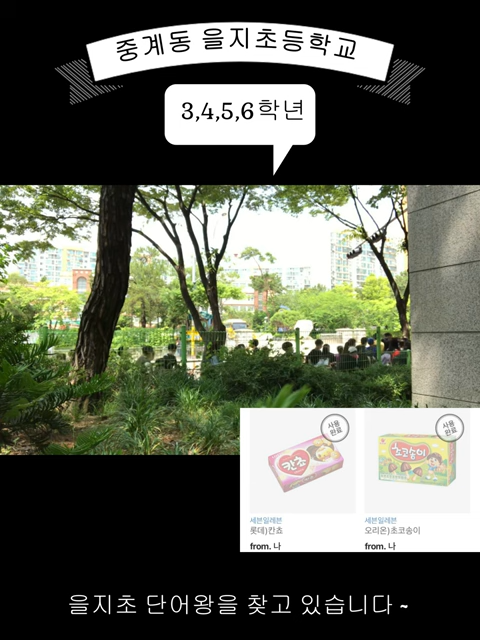 중계동 을지초등학교
3,4,5,6학년
사용
완료
칸쵸
사용
완료
초코송이
세븐일레븐
롯데)칸쵸
from. 나
세븐일레븐
오리온)초코송이
from. 나
을지초 단어왕을 찾고 있습니다 ~